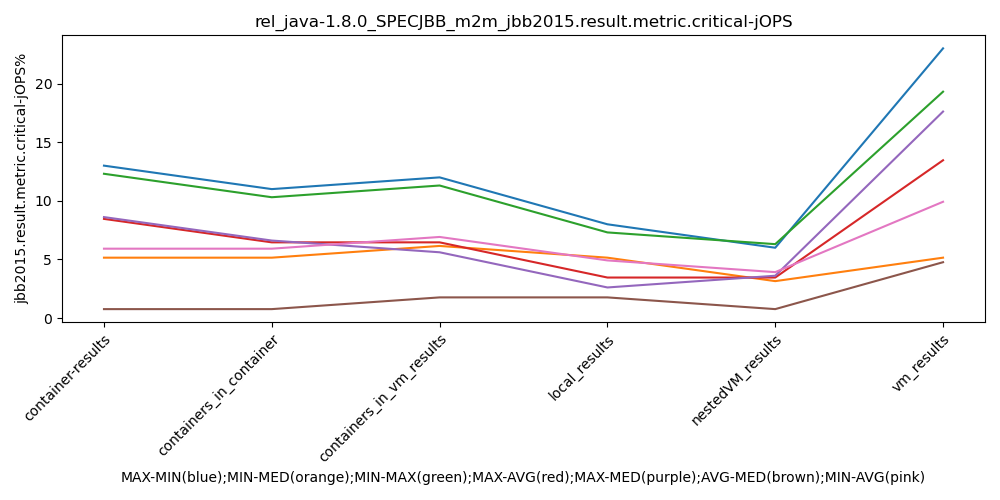 rel_java-1.8.0_SPECJBB_m2m_jbb2015.result.metric.critical-jOPS
jbb2015.result.metric.critical-jOPS%
20
15
10
5
0
container-results
containers_in_container
containers_in_vm_results
local_results
nestedVM_results
vm_results
MAX-MIN(blue);MIN-MED(orange);MIN-MAX(green);MAX-AVG(red);MAX-MED(purple);AVG-MED(brown);MIN-AVG(pink)